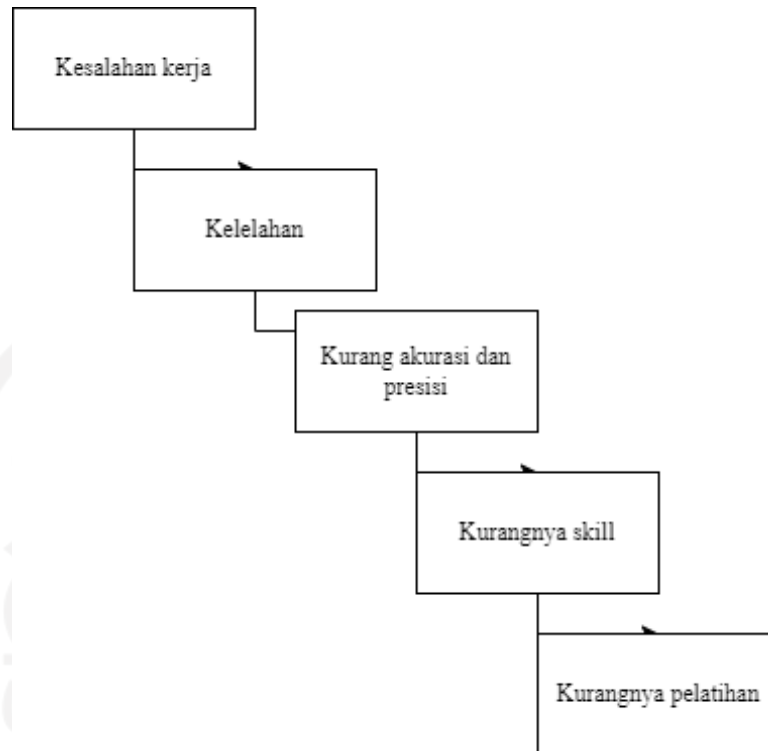 Kesalahan kerja
Kelelahan
Kurang akurasi dan
presisi
Kurangnya skill
Kurangnya pelatihan